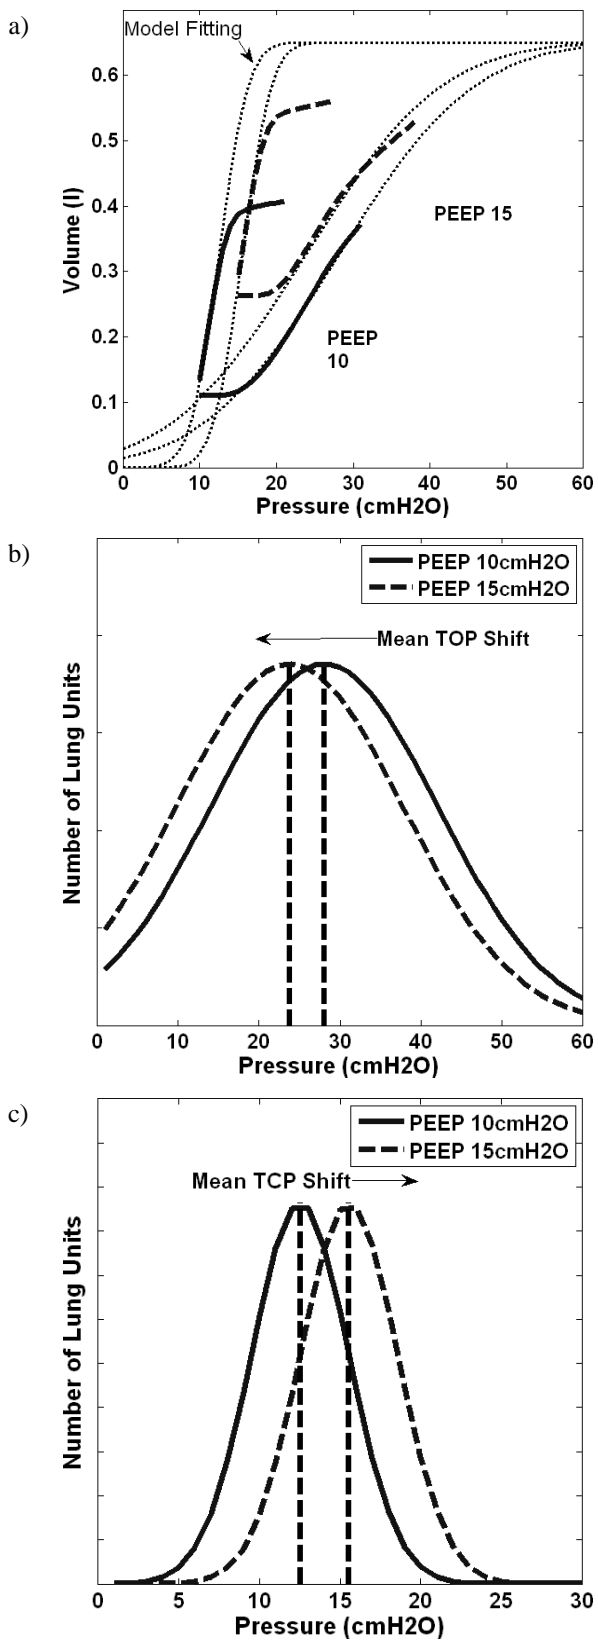 a)
Model Fitting
0.6
0.5
0.4
0.3
0.2
0.1
0
Volume (l)
PEEP 15
PEEP
10
0 10 20 30 40 50 60
Pressure (cmH2O)
b)
PEEP 10cmH2O
PEEP 15cmH2O
Mean TOP Shift
Number of Lung Units
0 10 20 30 40 50 60
Pressure (cmH2O)
c)
PEEP 10cmH2O
PEEP 15cmH2O
Mean TCP Shift
Number of Lung Units
0 5 10 15 20 25 30
Pressure (cmH2O)